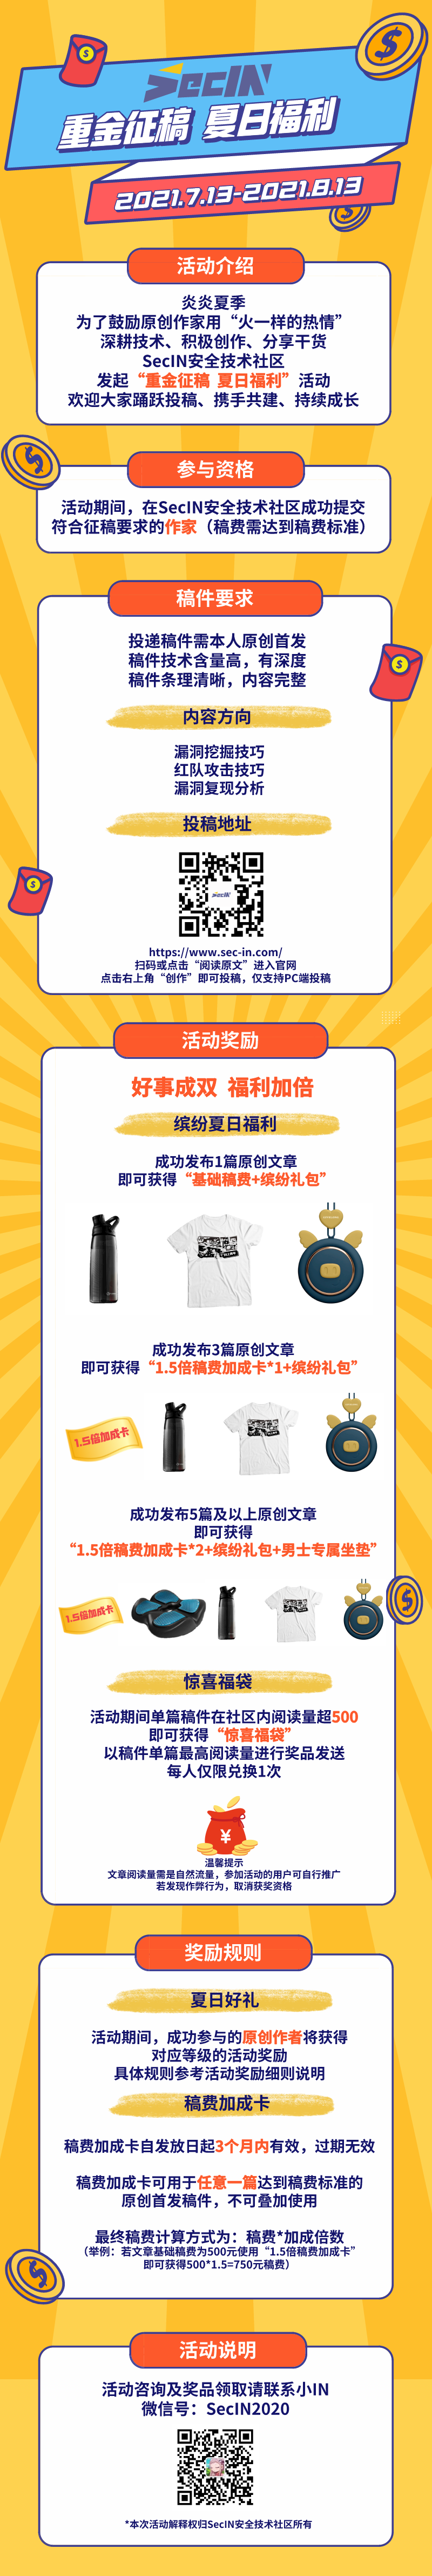 SecIN
重金征稿 夏日福利
2021.7.13-2021.8.13
活动介绍
炎炎夏季
为了鼓励原创作家用“火一样的热情”
深耕技术、积极创作、分享干货
SecIN安全技术社区
发起“重金征稿 夏日福利”活动
欢迎大家踊跃投稿、携手共建、持续成长
参与资格
活动期间，在SecIN安全技术社区成功提交
符合征稿要求的作家（稿费需达到稿费标准）
稿件要求
投递稿件需本人原创首发
稿件技术含量高，有深度
稿件条理清晰，内容完整
内容方向
漏洞挖掘技巧
红队攻击技巧
漏洞复现分析
投稿地址
SecIN
https://www.sec-in.com/
扫码或点击“阅读原文”进入官网
点击右上角“创作”即可投稿，仅支持PC端投稿
活动奖励
好事成双 福利加倍
缤纷夏日福利
成功发布1篇原创文章
即可获得“基础稿费+缤纷礼包”
成功发布3篇原创文章
即可获得“1.5倍稿费加成卡*1+缤纷礼包”
1.5倍加成卡
成功发布5篇及以上原创文章
即可获得
“1.5倍稿费加成卡*2+缤纷礼包+男士专属坐垫”
1.5倍加成卡
惊喜福袋
活动期间单篇稿件在社区内阅读量超500
即可获得“惊喜福袋”
以稿件单篇最高阅读量进行奖品发送
每人仅限兑换1次
¥
温馨提示
文章阅读量需是自然流量，参加活动的用户可自行推广
若发现作弊行为，取消获奖资格
奖励规则
夏日好礼
活动期间，成功参与的原创作者将获得
对应等级的活动奖励
具体规则参考活动奖励细则说明
稿费加成卡
稿费加成卡自发放日起3个月内有效，过期无效
稿费加成卡可用于任意一篇达到稿费标准的
原创首发稿件，不可叠加使用
最终稿费计算方式为：稿费*加成倍数
（举例：若文章基础稿费为500元使用“1.5倍稿费加成卡”
即可获得500*1.5=750元稿费）
活动说明
活动咨询及奖品领取请联系小IN
微信号：SecIN2020
*本次活动解释权归SecIN安全技术社区所有